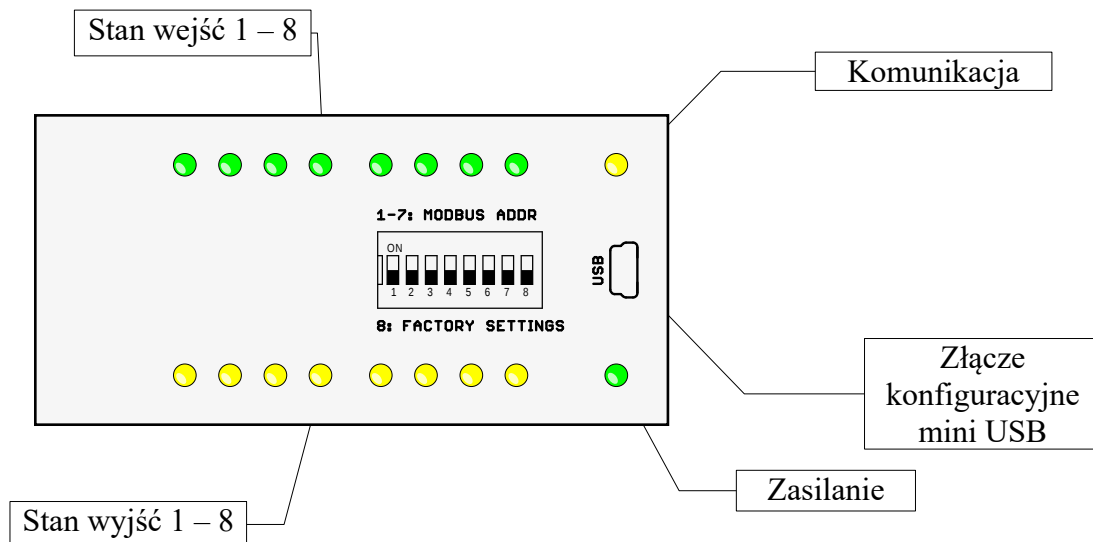 Stan wejść 1 – 8
Komunikacja
1-7: MODBUS ADDR
ON
1 2 3 4 5 6 7 8
USB
8: FACTORY SETTINGS
Złącze
konfiguracyjne
mini USB
Zasilanie
Stan wyjść 1 – 8